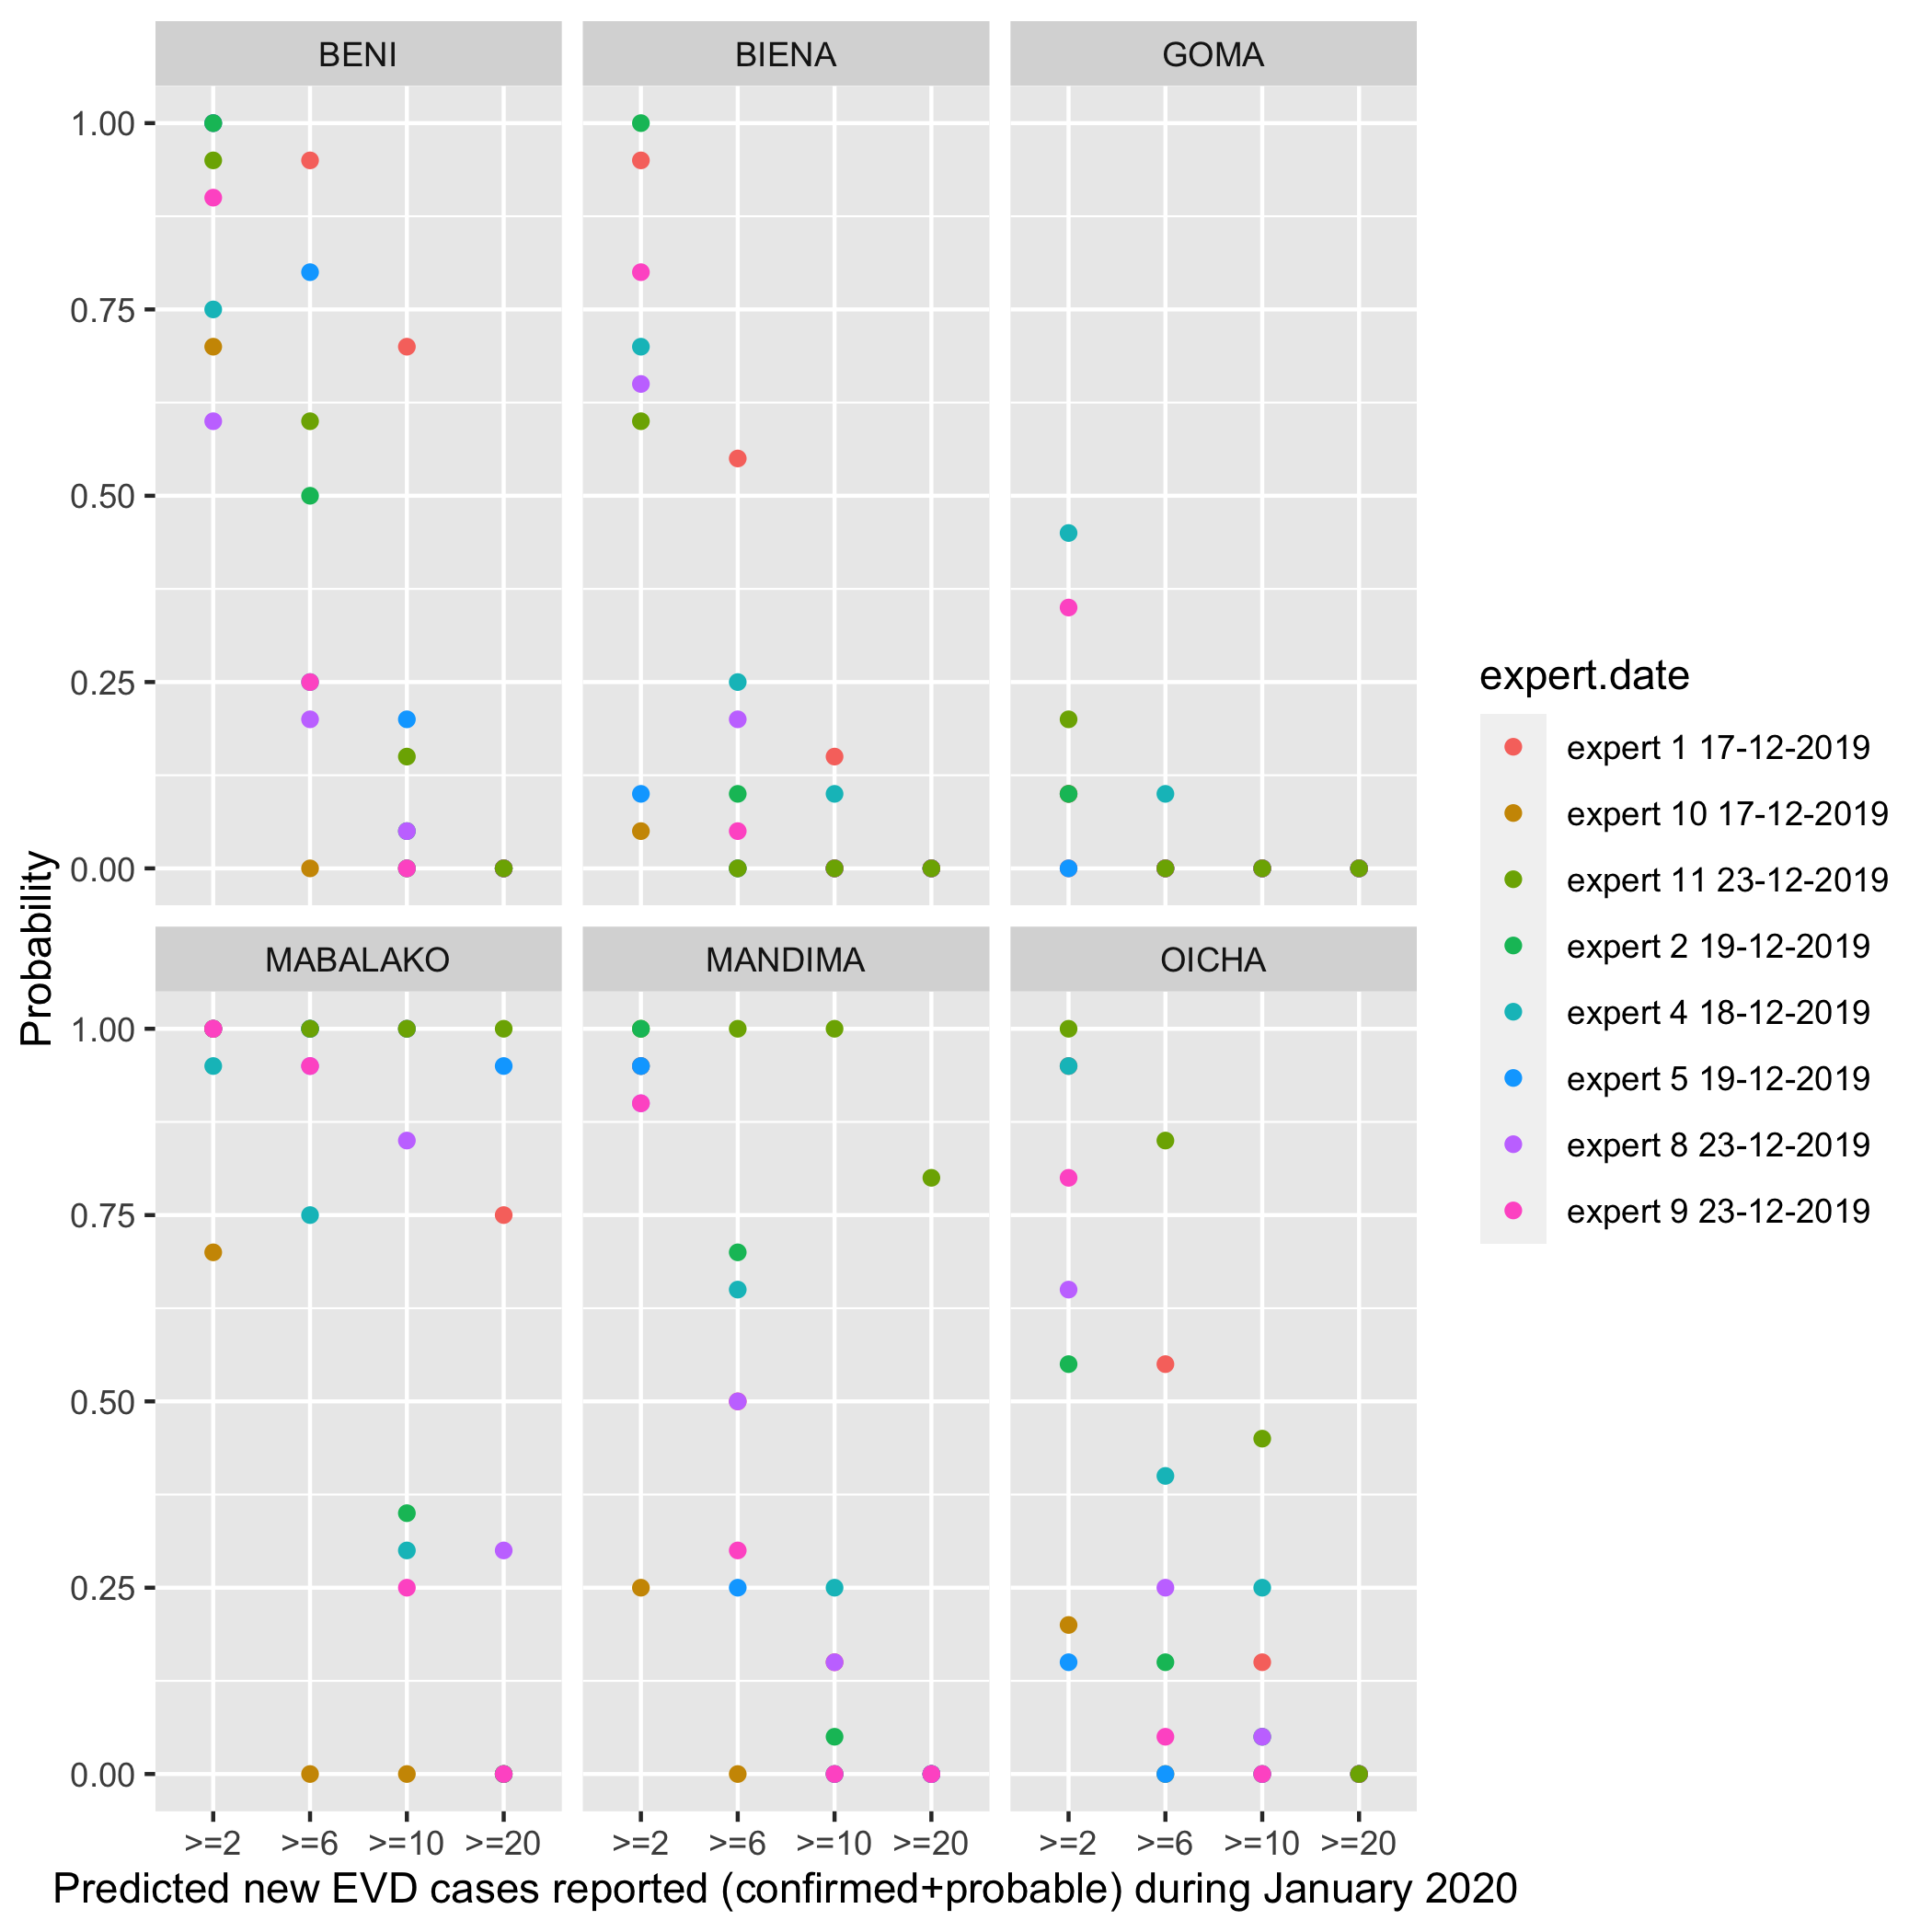 BENI BIENA GOMA
1.00
0.75
0.50
0.25
0.00
MABALAKO MANDIMA OICHA
1.00
0.75
0.50
0.25
0.00
>=2 >=6 >=10 >=20 >=2 >=6 >=10 >=20 >=2 >=6 >=10 >=20
Predicted new EVD cases reported (confirmed+probable) during January 2020
Probability
expert.date
expert 1 17-12-2019
expert 10 17-12-2019
expert 11 23-12-2019
expert 2 19-12-2019
expert 4 18-12-2019
expert 5 19-12-2019
expert 8 23-12-2019
expert 9 23-12-2019